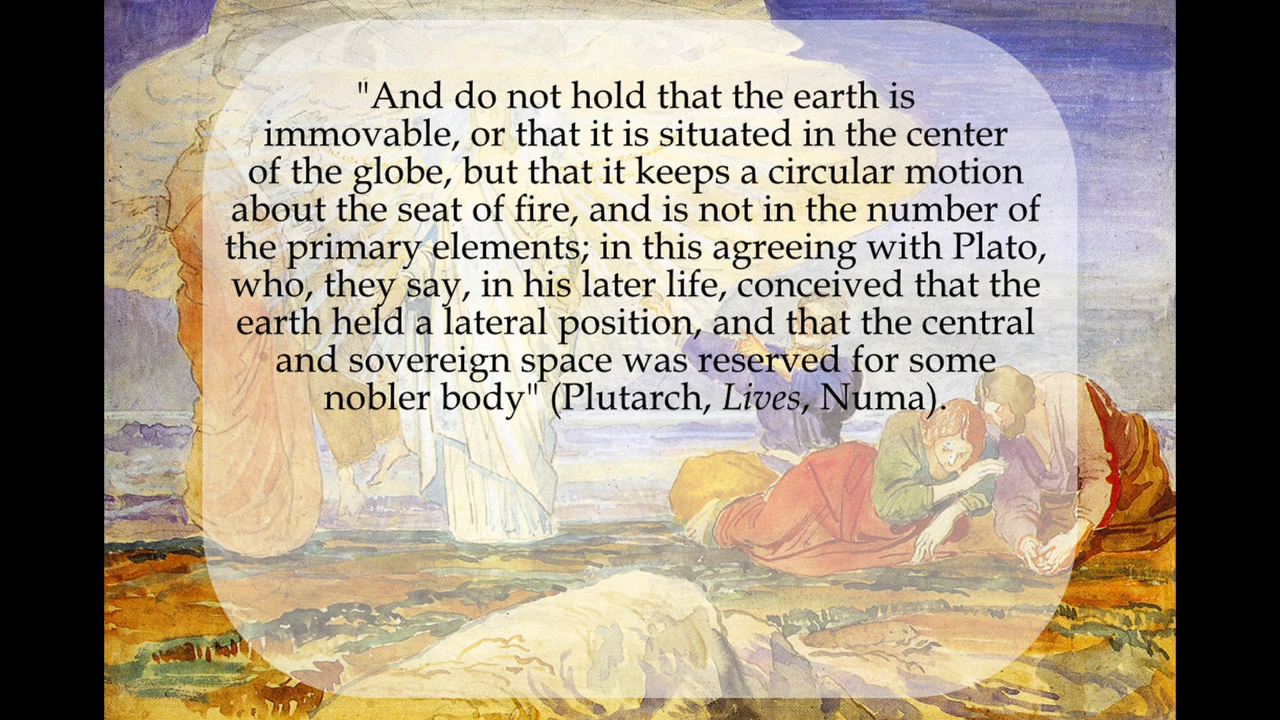 "And do not hold that the earth is
immovable, or that it is situated in the center
of the globe, but that it keeps a circular motion
about the seat of fire, and is not in the number of
the primary elements; in this agreeing with Plato,
who, they say, in his later life, conceived that the
earth held a lateral position, and that the central
and sovereign space was reserved for some
nobler body" (Plutarch, Lives, Numa).